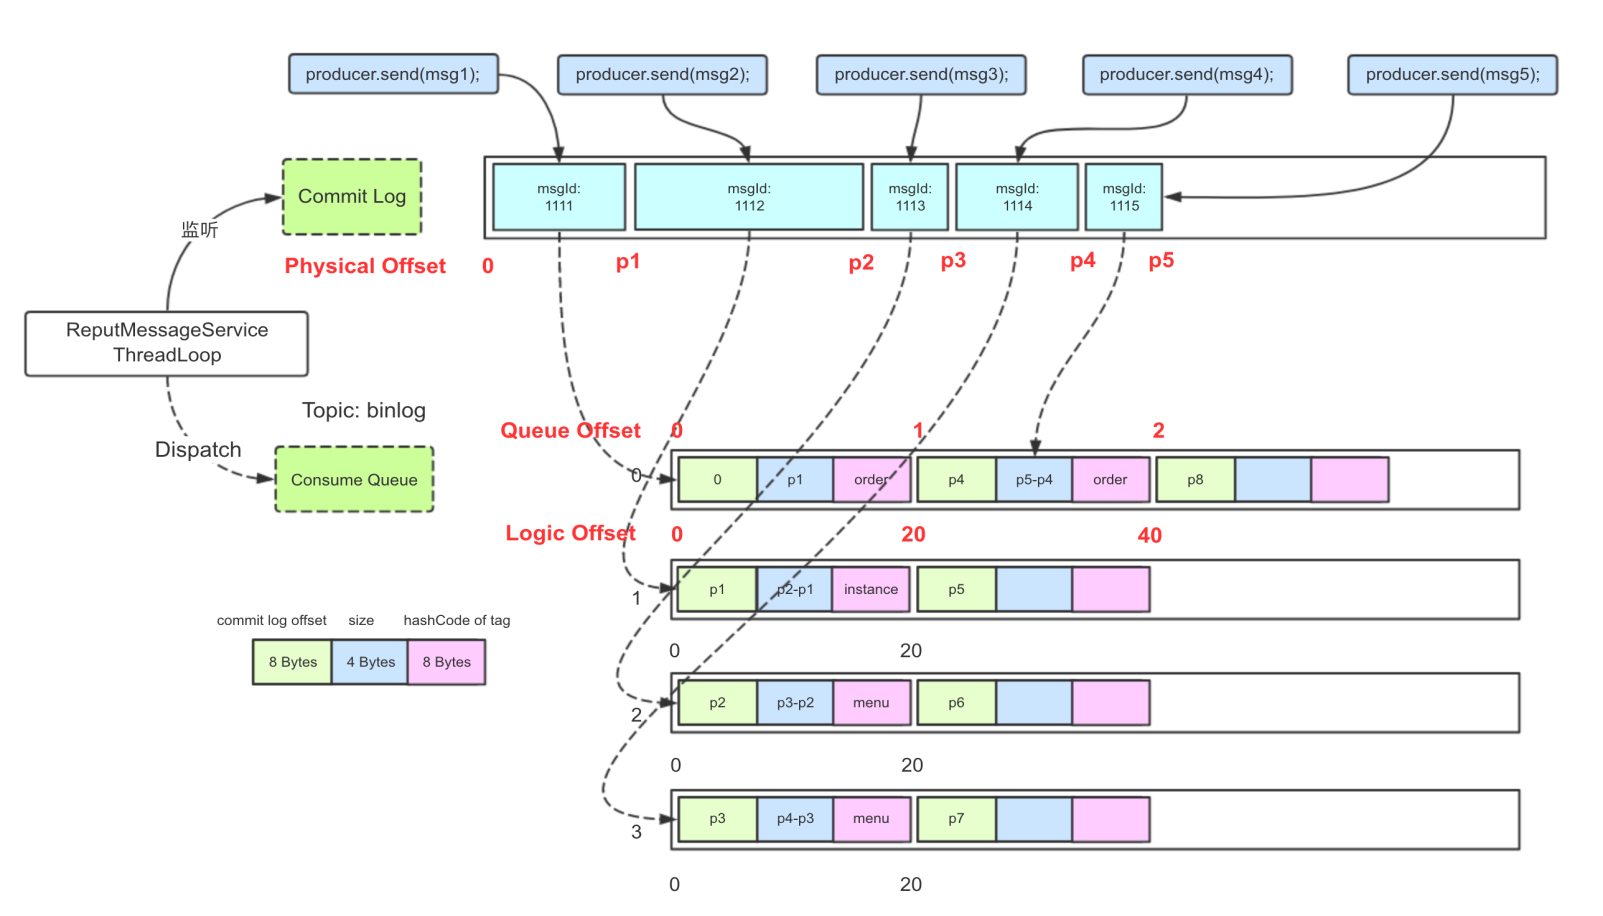 producer.send(msg1);
producer.send(msg2);
producer.send(msg3);
producer.send(msg4);
producer.send(msg5);
Commit Log
msgId:
1111
msgId:
1112
msgId:
1113
msgId:
1114
msgId:
1115
监听
Physical Offset 0 p1 p2 p3 p4 p5
ReputMessageService
ThreadLoop
Topic: binlog
Dispatch
Consume Queue
Queue Offset 0 1 2
0 0 p1 order p4 p5-p4 order p8
Logic Offset 0 20 40
1 p1 p2-p1 instance p5
0 20
commit log offset size hashCode of tag
8 Bytes 4 Bytes 8 Bytes
2 p2 p3-p2 menu p6
0 20
3 p3 p4-p3 menu p7
0 20